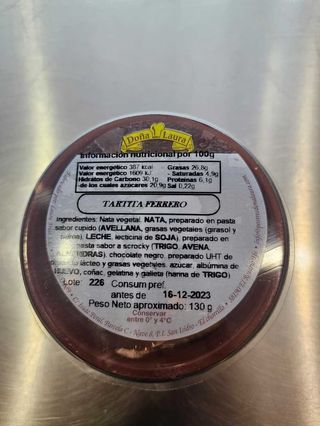 Doña Laura
Información nutricional por 100g
Valor energético 387 kcal Grasas 26,8g
Valor energético 1609 kJ - Saturadas 4,9g
Hidratos de Carbono 30,1g Proteínas 6,1g
de los cuales azúcares 20,9g Sal 0,22g
TARTITA FERRERO
Ingredientes: Nata vegetal, NATA, preparado en pasta
sabor cupido (AVELLANA, grasas vegetales (girasol y
LECHE, lecticina de SOJA), preparado en
pasta sabor a scrocky (TRIGO, AVENA,
chocolate negro, preparado UHT de
lácteo y grasas vegetales, azúcar, albúmina de
HUEVO, coñac, gelatina y galleta (harina de TRIGO)
Lote: 226 Consum pref.
antes de 16-12-2023
Peso Neto aproximado: 130 g
Conservar
entre 0° y 4°C